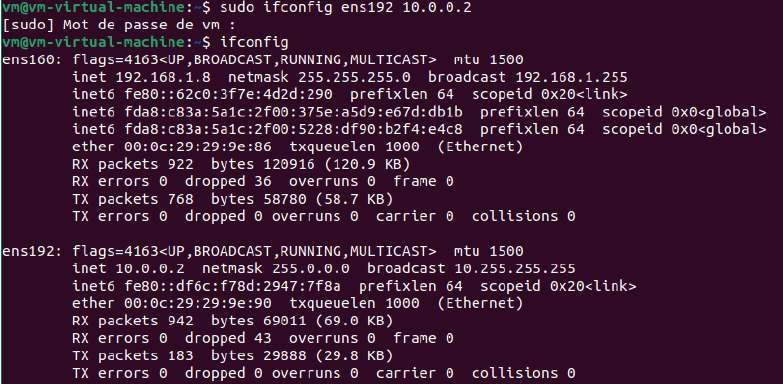 vm@vm-virtual-machine:~$ sudo ifconfig ens192 10.0.0.2
[sudo] Mot de passe de vm :
vm@vm-virtual-machine:~$ ifconfig
ens160: flags=4163<UP,BROADCAST,RUNNING,MULTICAST>  mtu 1500
        inet 192.168.1.8  netmask 255.255.255.0  broadcast 192.168.1.255
        inet6 fe80::62c0:3f7e:4d2d:290  prefixlen 64  scopeid 0x20<link>
        inet6 fda8:c83a:5a1c:2f00:375e:a5d9:e67d:db1b  prefixlen 64  scopeid 0x0<global>
        inet6 fda8:c83a:5a1c:2f00:5228:df90:b2f4:e4c8  prefixlen 64  scopeid 0x0<global>
        ether 00:0c:29:29:9e:86  txqueuelen 1000  (Ethernet)
        RX packets 922  bytes 120916 (120.9 KB)
        RX errors 0  dropped 36  overruns 0  frame 0
        TX packets 768  bytes 58780 (58.7 KB)
        TX errors 0  dropped 0 overruns 0  carrier 0  collisions 0

ens192: flags=4163<UP,BROADCAST,RUNNING,MULTICAST>  mtu 1500
        inet 10.0.0.2  netmask 255.0.0.0  broadcast 10.255.255.255
        inet6 fe80::df6c:f78d:2947:7f8a  prefixlen 64  scopeid 0x20<link>
        ether 00:0c:29:29:9e:90  txqueuelen 1000  (Ethernet)
        RX packets 942  bytes 69011 (69.0 KB)
        RX errors 0  dropped 43  overruns 0  frame 0
        TX packets 183  bytes 29888 (29.8 KB)
        TX errors 0  dropped 0 overruns 0  carrier 0  collisions 0